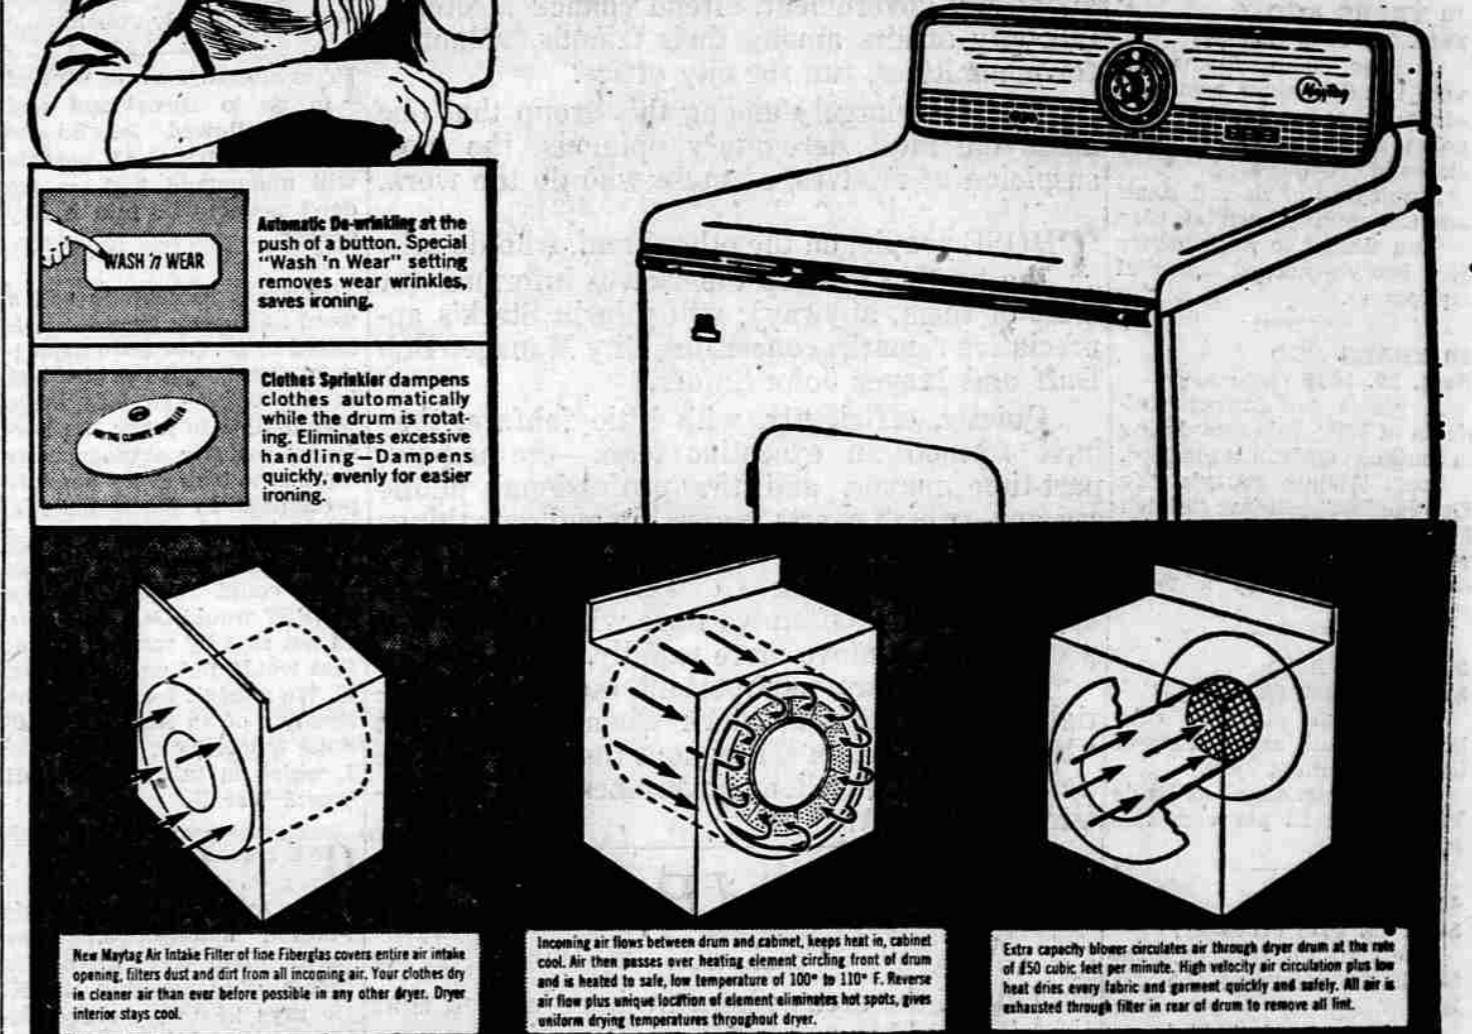 Maytag
Automatic De-wrinkling at the
push of a button. Special
"Wash 'n Wear" setting
removes wear wrinkles,
saves ironing.
WASH 'n WEAR
Clothes Sprinkler dampens
clothes automatically
while the drum is rotat-
ing. Eliminates excessive
handling—Dampens
quickly, evenly for easier
ironing.
New Maytag Air Intake Filter of fine Fiberglas covers entire air intake
opening, filters dust and dirt from all incoming air. Your clothes dry
in cleaner air than ever before possible in any other dryer. Dryer
interior stays cool.
Incoming air flows between drum and cabinet, keeps heat in, cabinet
cool. Air then passes over heating element circling front of drum
and is heated to safe, low temperature of 100° to 110° F. Reverse
air flow plus unique location of element eliminates hot spots, gives
uniform drying temperatures throughout dryer.
Extra capacity blower circulates air through dryer drum at the rate
of 150 cubic feet per minute. High velocity air circulation plus low
heat dries every fabric and garment quickly and safely. All air is
exhausted through filter in rear of drum to remove all lint.